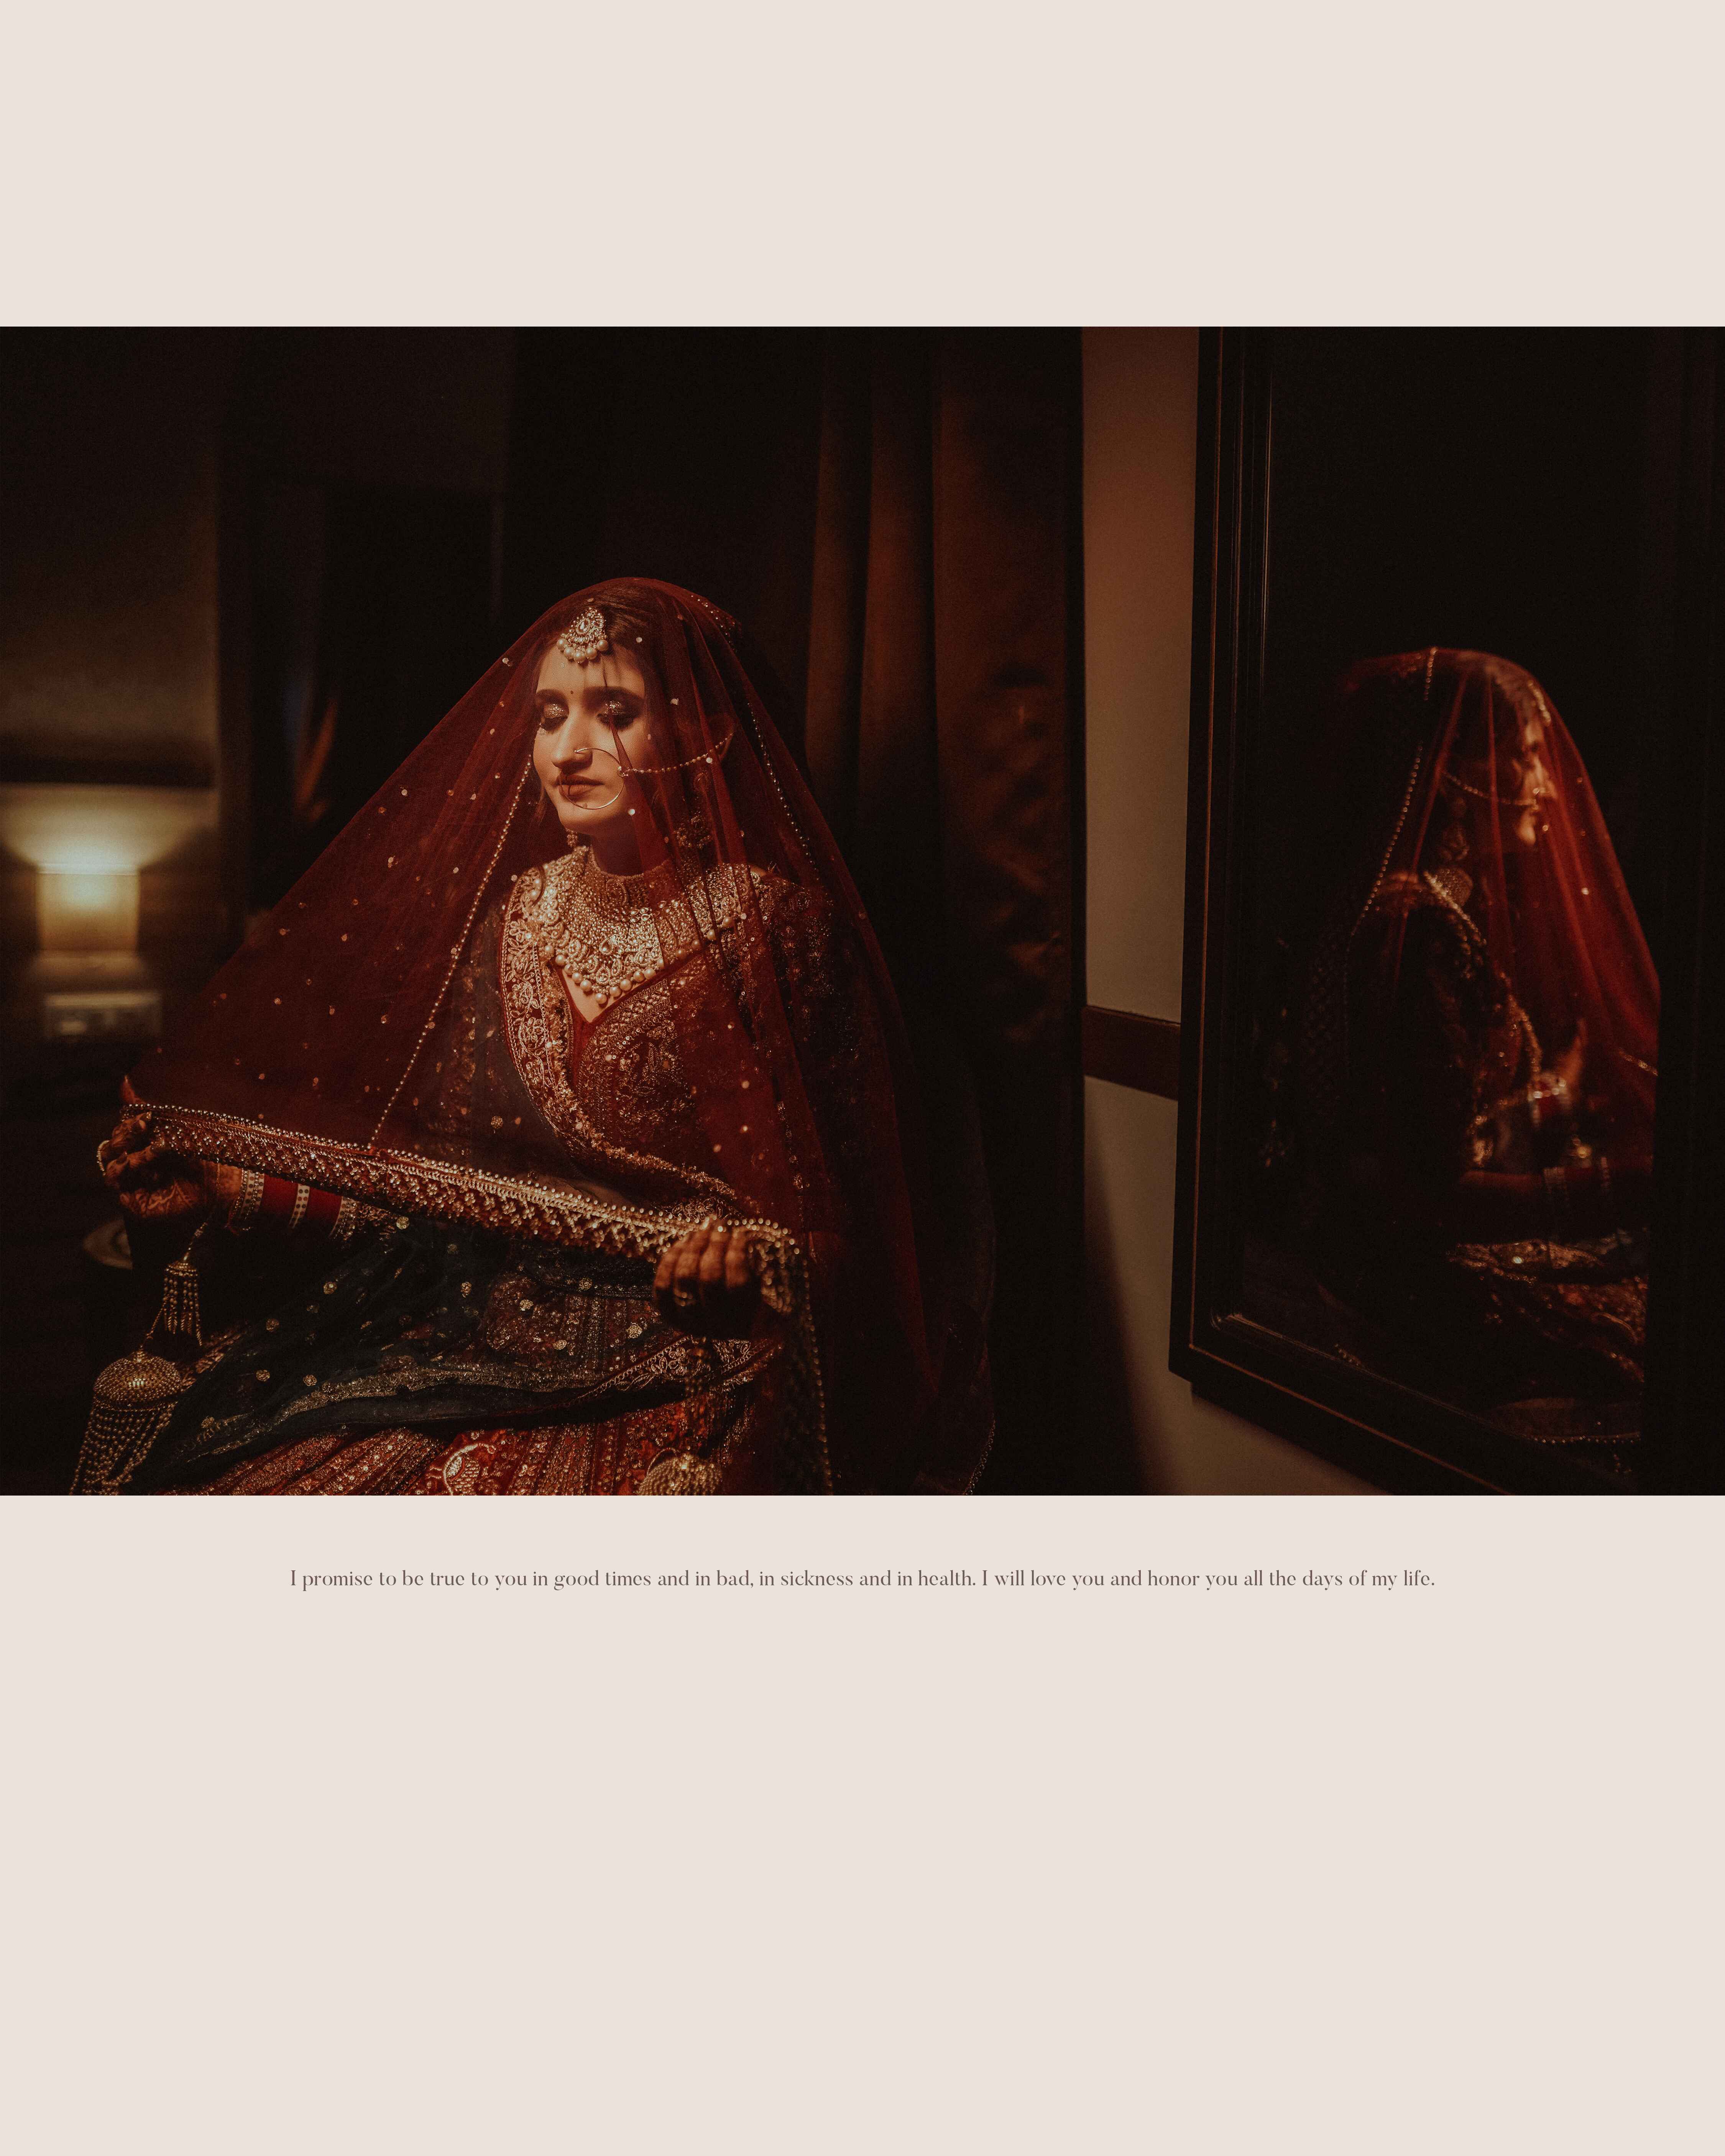 I promise to be true to you in good times and in bad, in sickness and in health. I will love you and honor you all the days of my life.